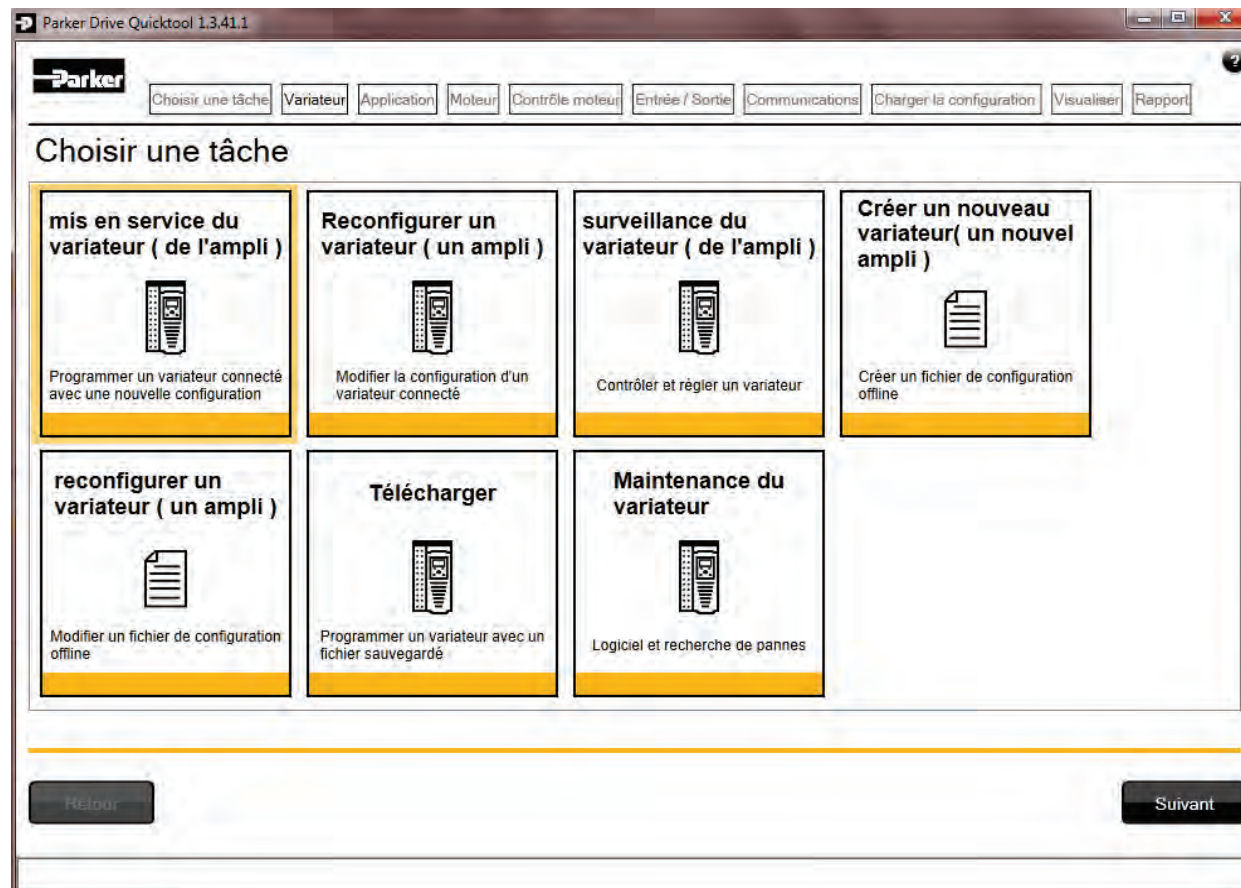 Parker Drive Quicktool 1.3.41.1
?
Parker
Choisir une tâche Variateur Application Moteur Contrôle moteur Entrée / Sortie Communications Charger la configuration Visualiser Rapport
Choisir une tâche
mis en service du
variateur ( de l'ampli )
Programmer un variateur connecté
avec une nouvelle configuration
Reconfigurer un
variateur ( un ampli )
Modifier la configuration d'un
variateur connecté
surveillance du
variateur ( de l'ampli )
Contrôler et règler un variateur
Créer un nouveau
variateur( un nouvel
ampli )
Créer un fichier de configuration
offline
reconfigurer un
variateur ( un ampli )
Modifier un fichier de configuration
offline
Télécharger
Programmer un variateur avec un
fichier sauvegardé
Maintenance du
variateur
Logiciel et recherche de pannes
Retour
Suivant